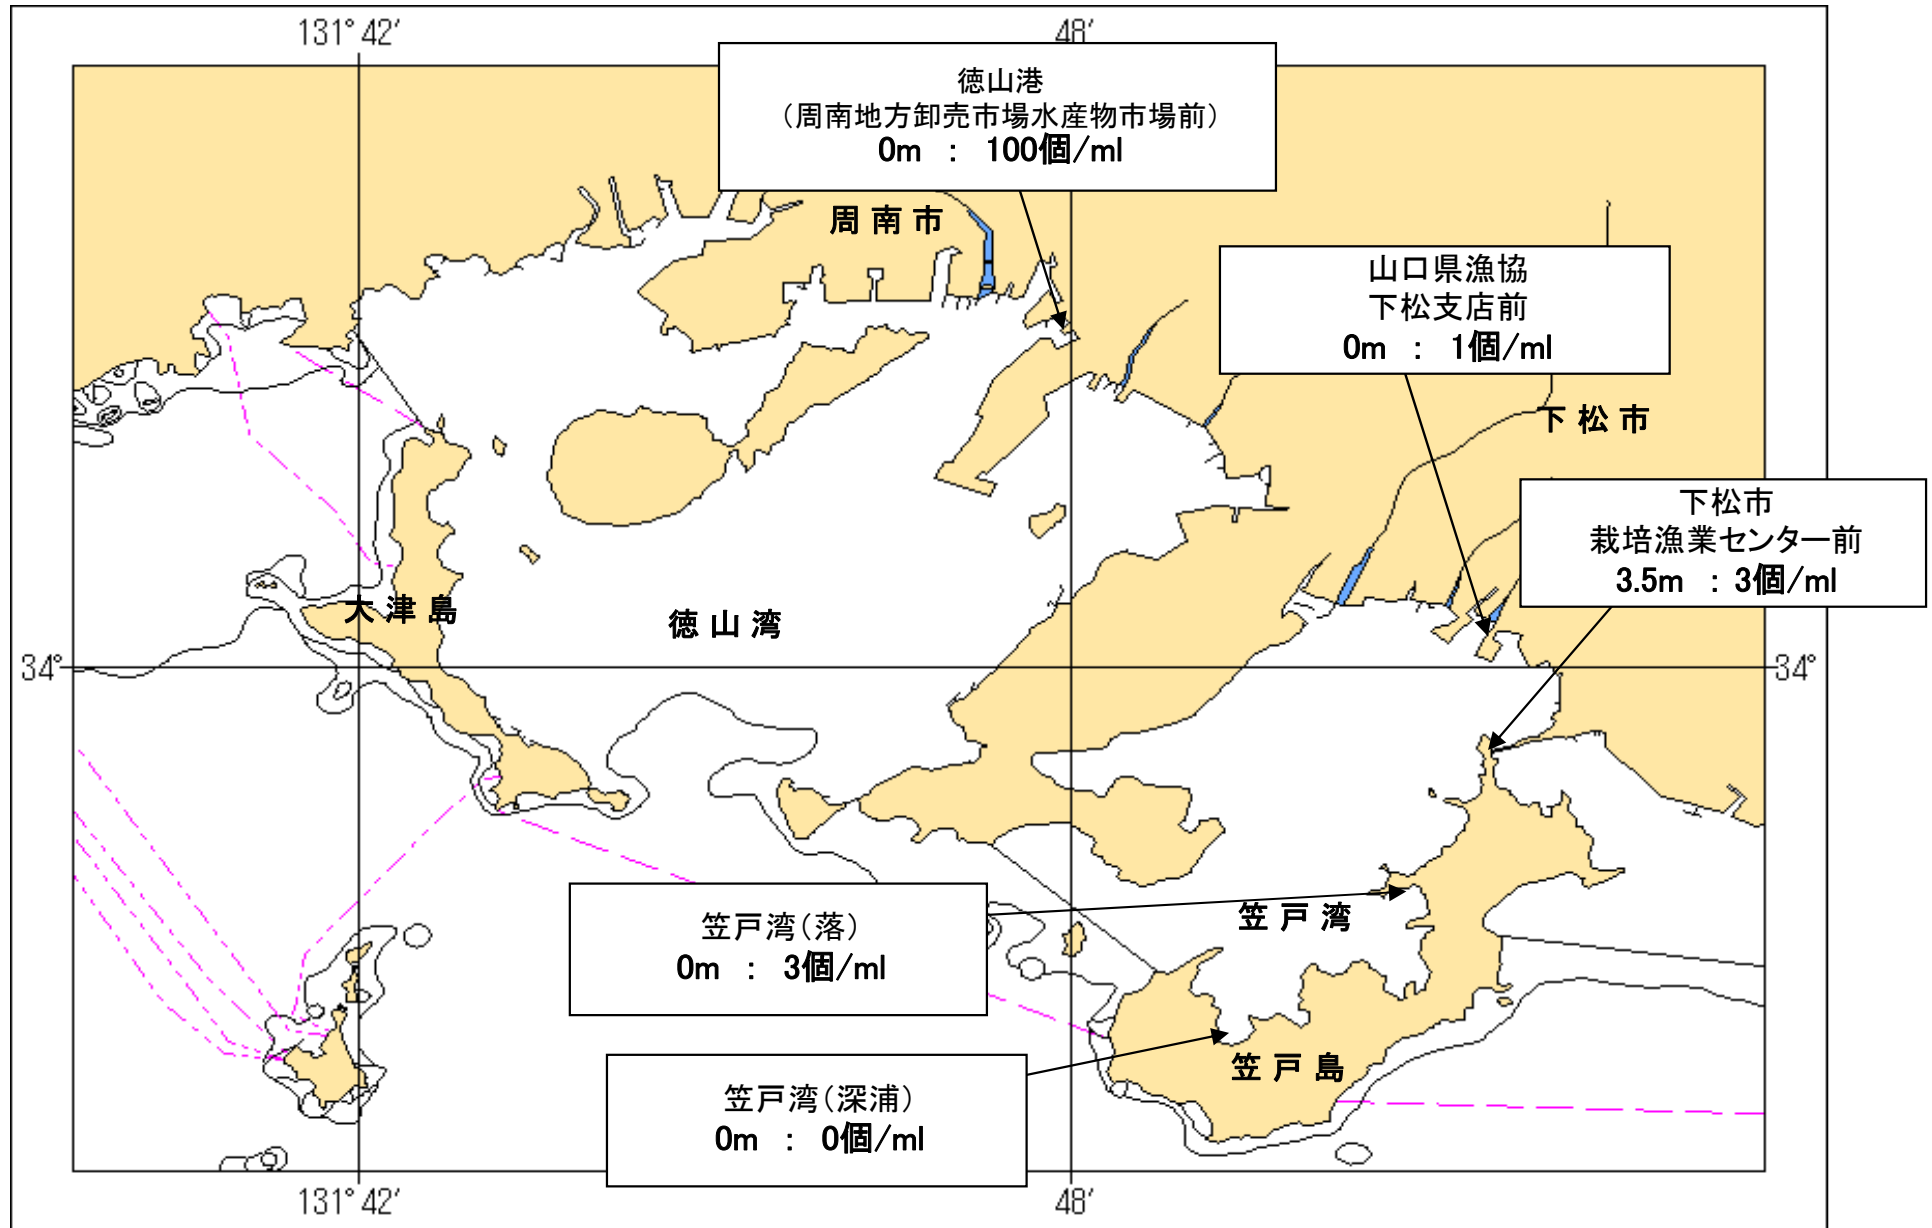 131°42′
48′
徳山港
（周南地方卸売市場水産物市場前）
0m ： 100個/ml
周南市
山口県漁協
下松支店前
0m ： 1個/ml
下松市
下松市
栽培漁業センター前
3.5m ：3個/ml
大津島
徳山湾
34°
34°
笠戸湾（落）
0m ： 3個/ml
笠戸湾
笠戸湾（深浦）
0m ： 0個/ml
笠戸島
131°42′
48′